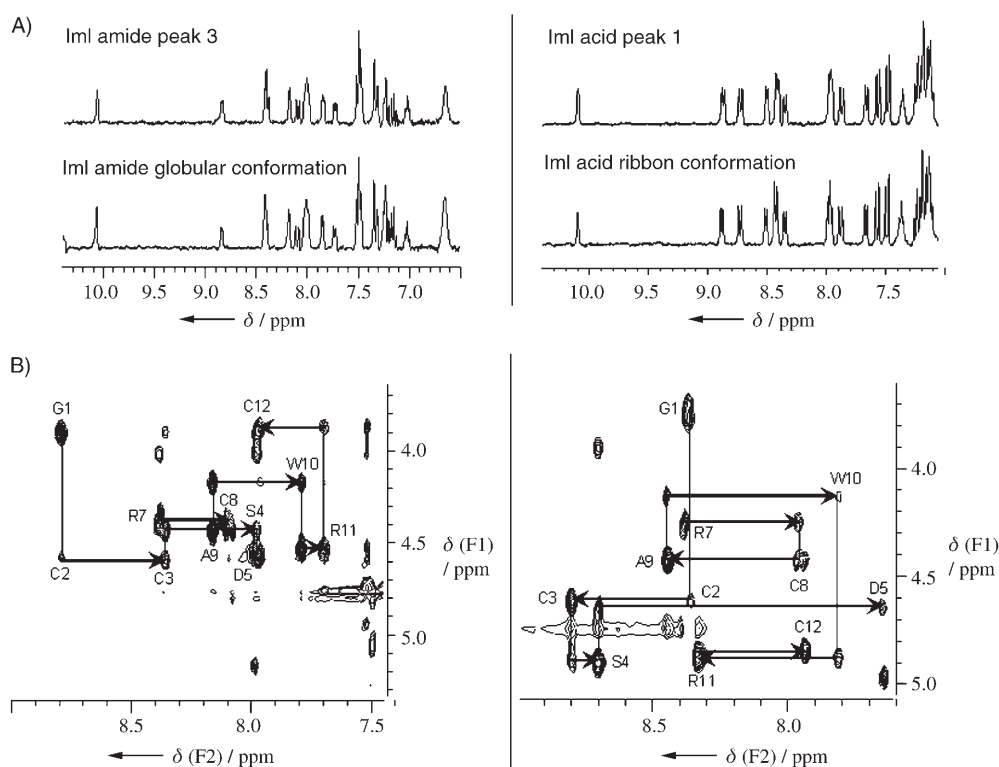 A)
ImI amide peak 3
ImI amide globular conformation
10.0 9.5 9.0 8.5 8.0 7.5 7.0
δ / ppm
ImI acid peak 1
ImI acid ribbon conformation
10.0 9.5 9.0 8.5 8.0 7.5
δ / ppm
B)
G1
C12
W10
C8
R7
S4
R11
A9
D5
C2
C3
4.0
4.5
5.0
δ (F1)
/ ppm
8.5 8.0 7.5
δ (F2) / ppm
G1
W10
R7
A9
C8
C3
C2
D5
S4
C12
R11
4.0
4.5
5.0
δ (F1)
/ ppm
8.5 8.0
δ (F2) / ppm